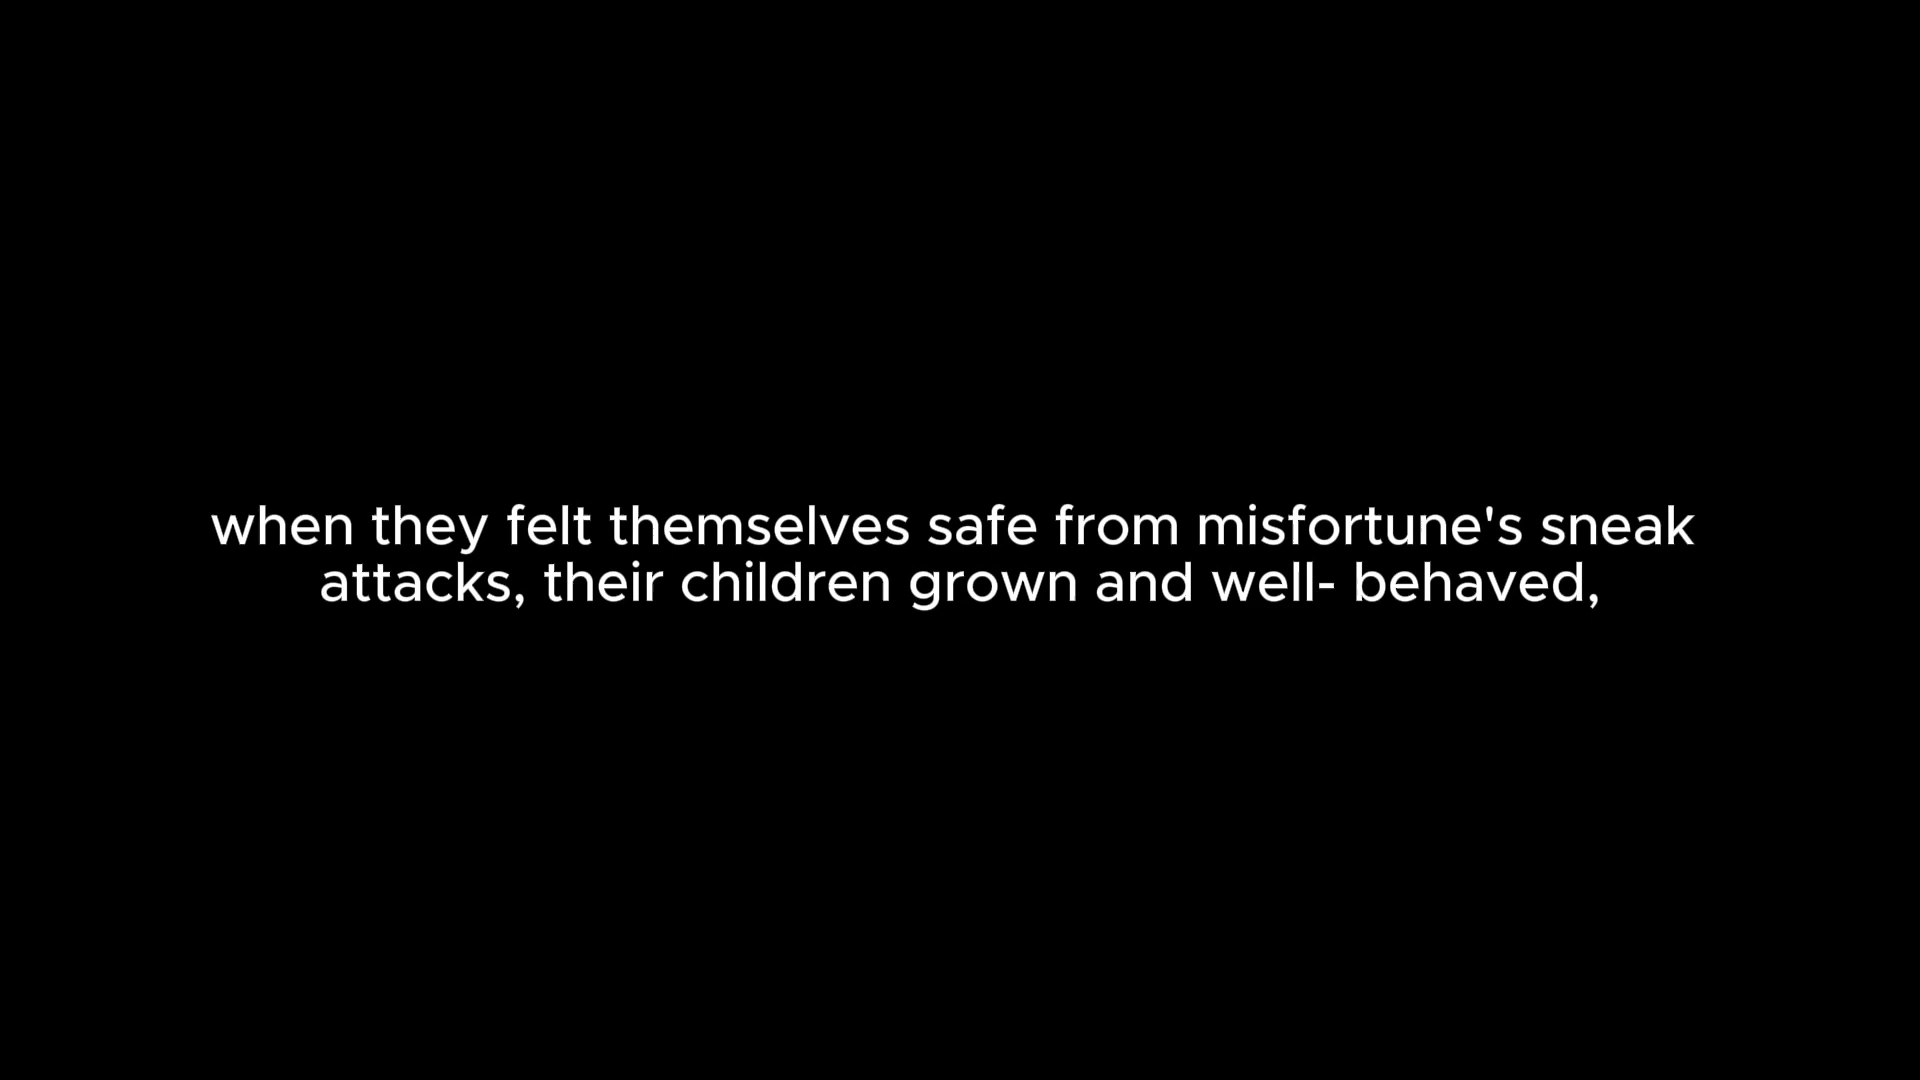 when they felt themselves safe from misfortune's sneak
attacks, their children grown and well- behaved,